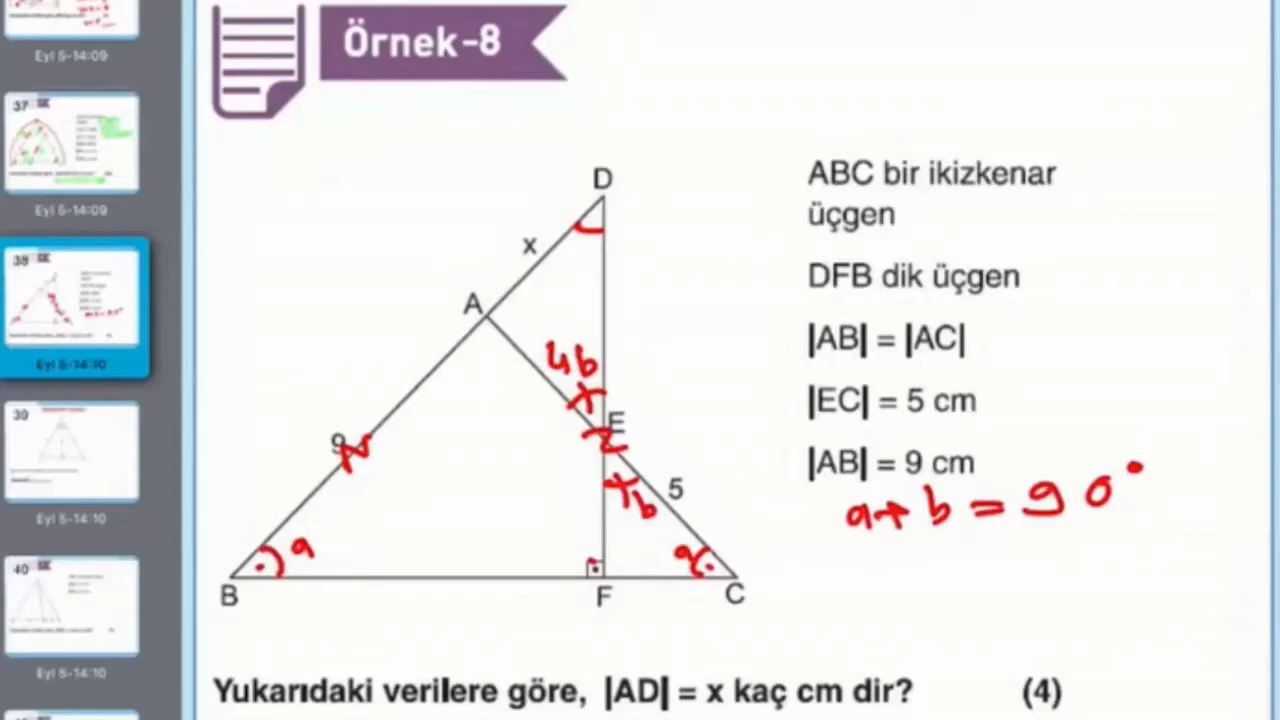 Eyl 5-14:09
37
Eyl 5-14:09
38
Eyl 5-14:10
39
Eyl 5-14:10
40
Eyl 5-14:10
Örnek-8
D
x
A
4b
E
9
5
b
a
a
B
F
C
ABC bir ikizkenar
üçgen
DFB dik üçgen
|AB| = |AC|
|EC| = 5 cm
|AB| = 9 cm
a+b = 90°
Yukarıdaki verilere göre, |AD| = x kaç cm dir? (4)